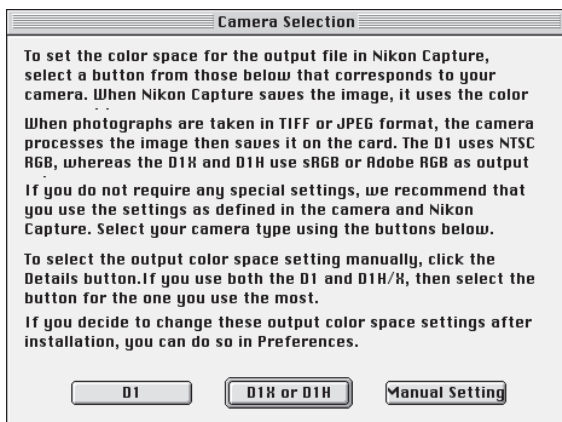 Camera Selection
To set the color space for the output file in Nikon Capture,
select a button from those below that corresponds to your
camera. When Nikon Capture saves the image, it uses the color
When photographs are taken in TIFF or JPEG format, the camera
processes the image then saves it on the card. The D1 uses NTSC
RGB, whereas the D1X and D1H use sRGB or Adobe RGB as output
If you do not require any special settings, we recommend that
you use the settings as defined in the camera and Nikon
Capture. Select your camera type using the buttons below.
To select the output color space setting manually, click the
Details button.If you use both the D1 and D1H/X, then select the
button for the one you use the most.
If you decide to change these output color space settings after
installation, you can do so in Preferences.
D1
D1X or D1H
Manual Setting